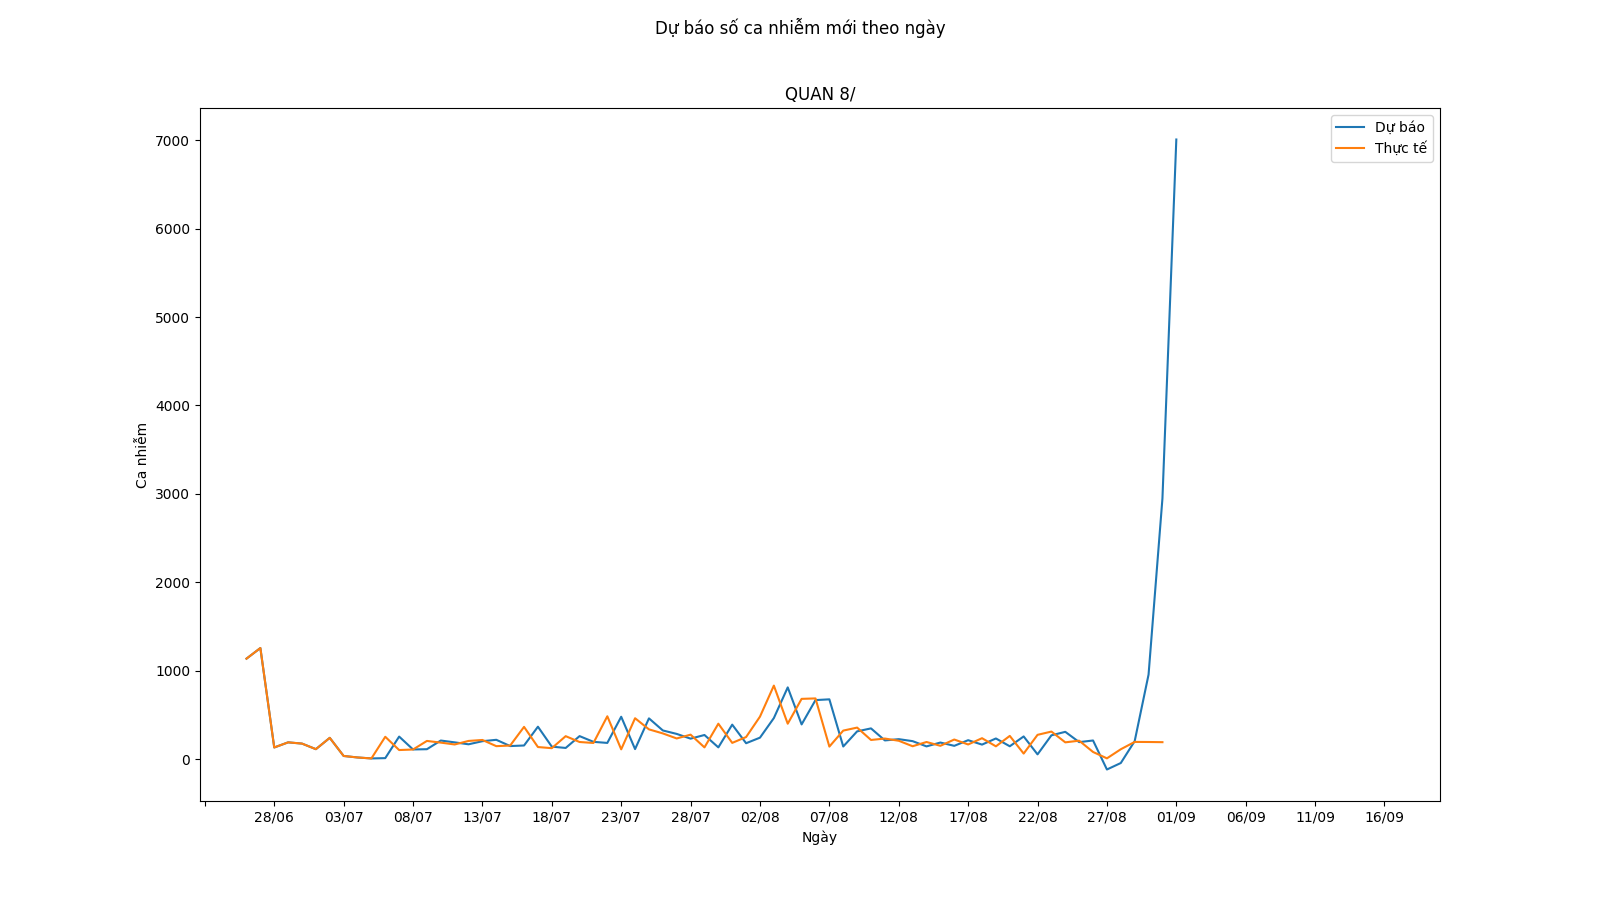 Dự báo số ca nhiễm mới theo ngày
QUAN 8/
Dự báo
Thực tế
7000
6000
5000
4000
3000
2000
1000
0
Ca nhiễm
28/06 03/07 08/07 13/07 18/07 23/07 28/07 02/08 07/08 12/08 17/08 22/08 27/08 01/09 06/09 11/09 16/09
Ngày